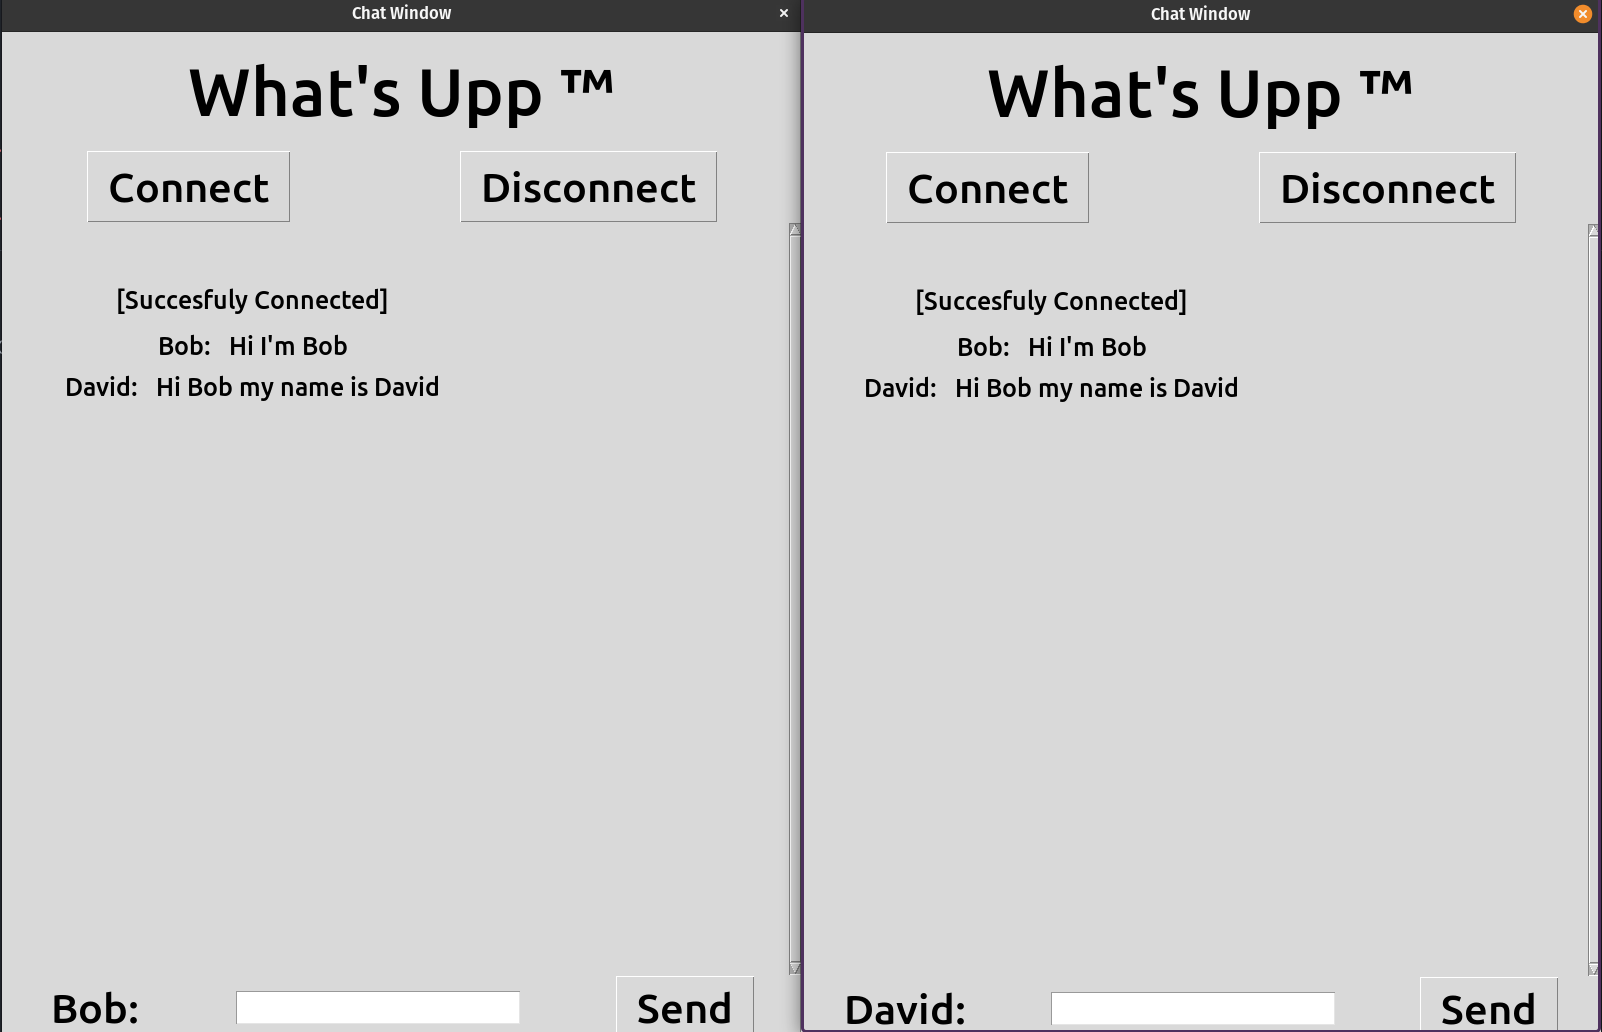 Chat Window
What's Upp ™
Connect Disconnect
[Succesfuly Connected]
Bob: Hi I'm Bob
David: Hi Bob my name is David
Bob: Send
Chat Window
What's Upp ™
Connect Disconnect
[Succesfuly Connected]
Bob: Hi I'm Bob
David: Hi Bob my name is David
David: Send